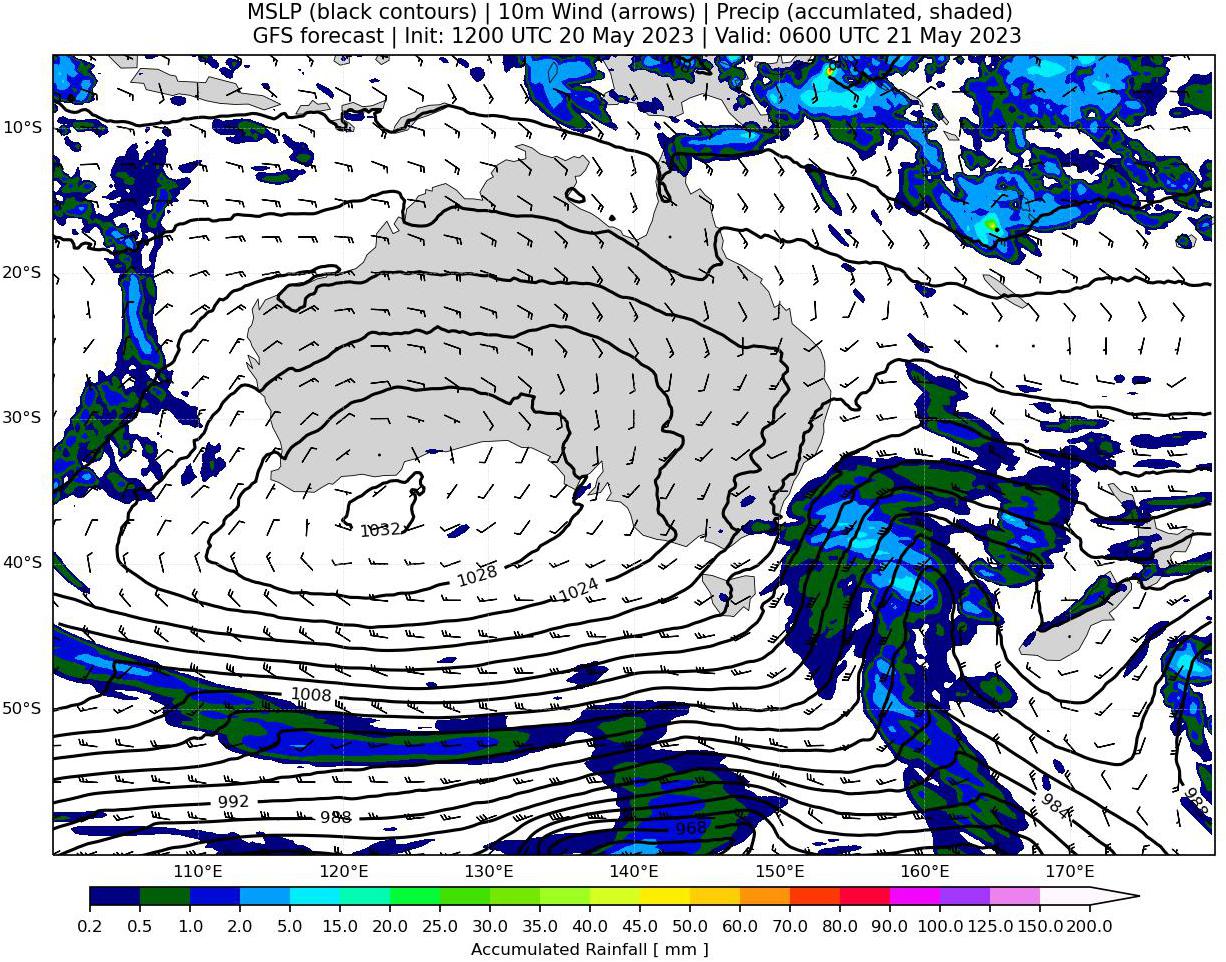 MSLP (black contours) | 10m Wind (arrows) | Precip (accumlated, shaded)
GFS forecast | Init: 1200 UTC 20 May 2023 | Valid: 0600 UTC 21 May 2023
10°S
20°S
30°S
40°S
50°S
1032
1028
1024
1008
992
988
968
984
988
110°E 120°E 130°E 140°E 150°E 160°E 170°E
0.2 0.5 1.0 2.0 5.0 10.0 15.0 20.0 25.0 30.0 35.0 40.0 45.0 50.0 60.0 70.0 80.0 90.0 100.0 125.0 150.0 200.0
Accumulated Rainfall [ mm ]